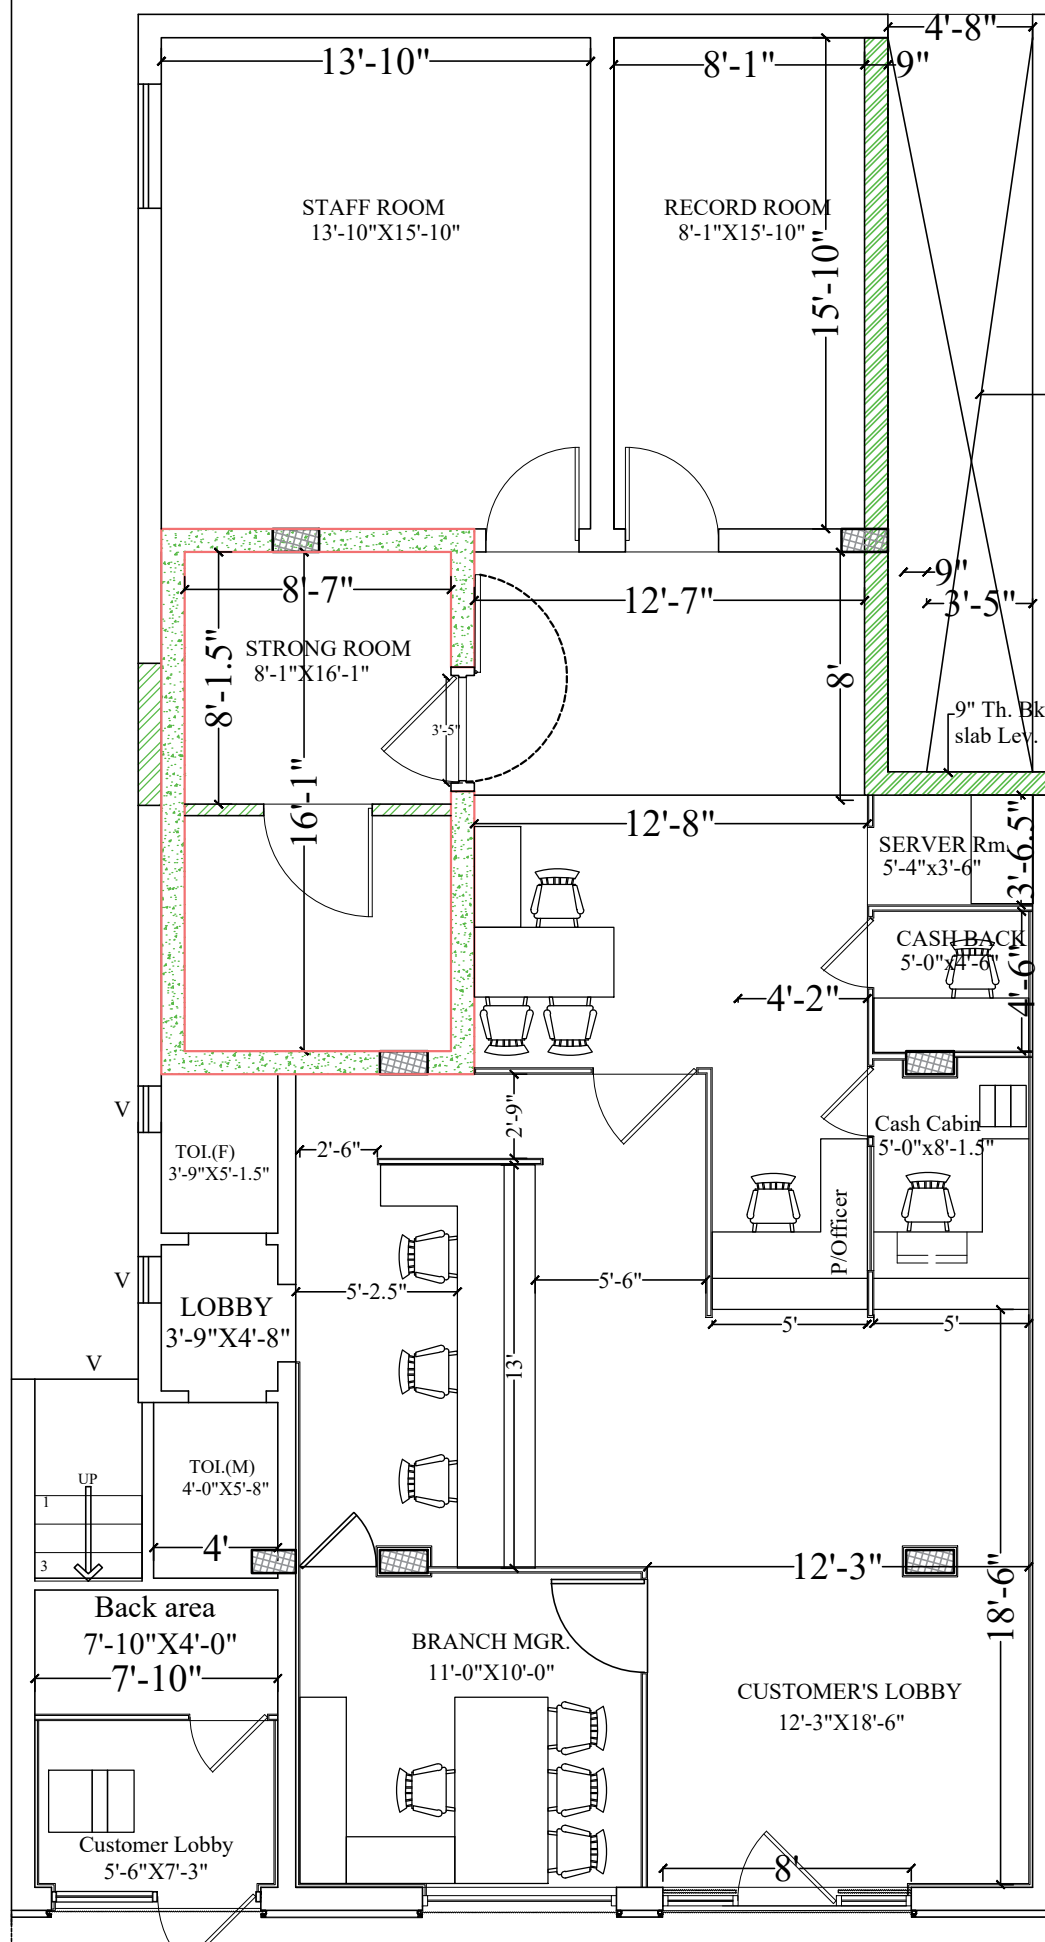 4'-8"
13'-10"
8'-1"
9"
STAFF ROOM
13'-10"X15'-10"
RECORD ROOM
8'-1"X15'-10"
15'-10"
8'-7"
12'-7"
9"
3'-5"
STRONG ROOM
8'-1"X16'-1"
8'-1.5"
8'
3'-5"
9" Th. Bk
slab Lev.
16'-1"
12'-8"
SERVER Rm.
5'-4"x3'-6"
3'-6.5"
CASH BACK
5'-0"x4'-6"
4'-6"
4'-2"
V
TOI.(F)
3'-9"X5'-1.5"
2'-6"
2'-9"
Cash Cabin
5'-0"x8'-1.5"
P/Officer
V
LOBBY
3'-9"X4'-8"
5'-2.5"
5'-6"
5'
5'
13'
V
TOI.(M)
4'-0"X5'-8"
UP
1
3
4'
12'-3"
18'-6"
Back area
7'-10"X4'-0"
7'-10"
BRANCH MGR.
11'-0"X10'-0"
CUSTOMER'S LOBBY
12'-3"X18'-6"
Customer Lobby
5'-6"X7'-3"
8'